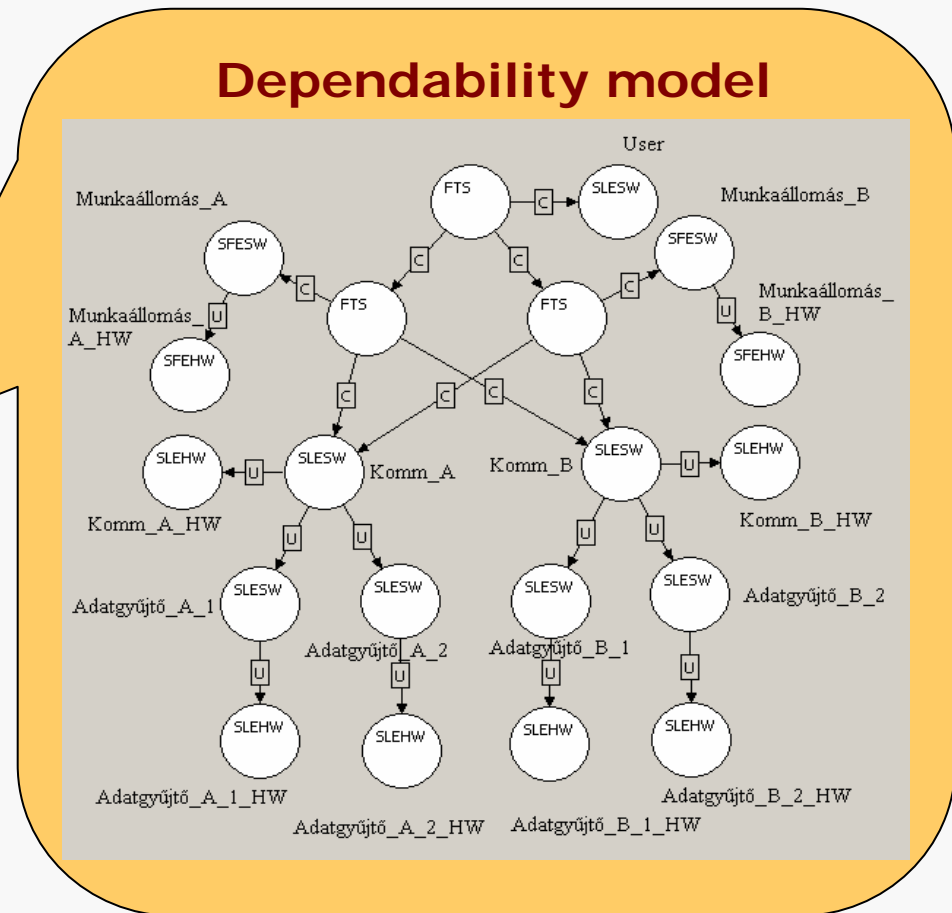 Dependability model
User
FTS
C
SLESW
Munkaállomás_A
Munkaállomás_B
SFESW
SFESW
C
C
C
C
FTS
FTS
Munkaállomás_
A_HW
U
Munkaállomás_
B_HW
U
SFEHW
SFEHW
C
C
C
C
SLEHW
U
SLESW
Komm_A
Komm_B
SLESW
U
SLEHW
Komm_A_HW
Komm_B_HW
U
U
U
U
SLESW
SLESW
SLESW
SLESW
Adatgyűjtő_A_1
Adatgyűjtő_A_2
Adatgyűjtő_B_1
Adatgyűjtő_B_2
U
U
U
U
SLEHW
SLEHW
SLEHW
SLEHW
Adatgyűjtő_A_1_HW
Adatgyűjtő_A_2_HW
Adatgyűjtő_B_1_HW
Adatgyűjtő_B_2_HW